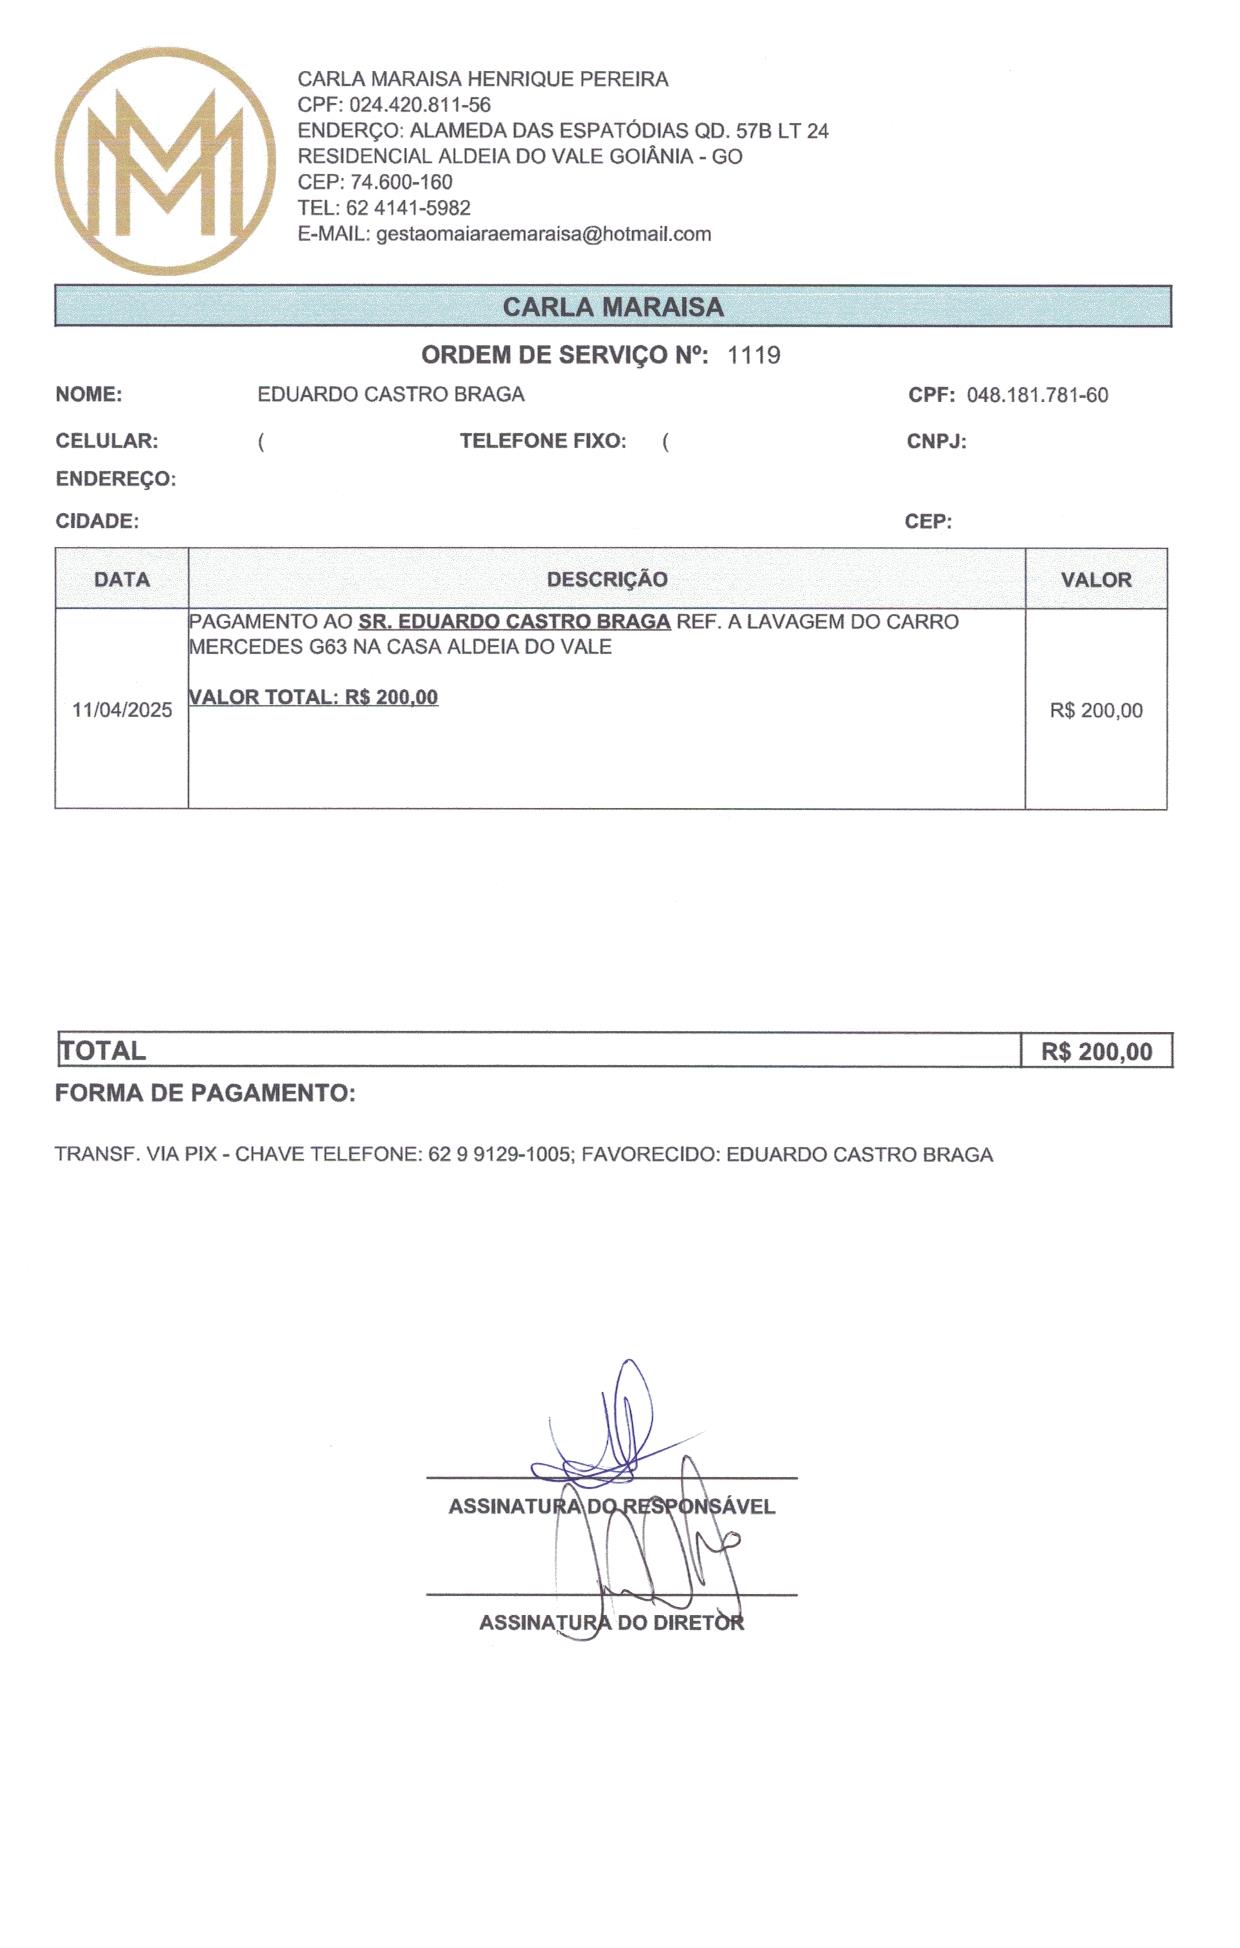 MM
CARLA MARAISA HENRIQUE PEREIRA
CPF: 024.420.811-56
ENDERÇO: ALAMEDA DAS ESPATÓDIAS QD. 57B LT 24
RESIDENCIAL ALDEIA DO VALE GOIÂNIA - GO
CEP: 74.600-160
TEL: 62 4141-5982
E-MAIL: gestaomaiaraemaraisa@hotmail.com
CARLA MARAISA
ORDEM DE SERVIÇO Nº: 1119
NOME: EDUARDO CASTRO BRAGA CPF: 048.181.781-60
CELULAR: ( TELEFONE FIXO: ( CNPJ:
ENDEREÇO:
CIDADE: CEP:
DATA DESCRIÇÃO VALOR
PAGAMENTO AO SR. EDUARDO CASTRO BRAGA REF. A LAVAGEM DO CARRO
MERCEDES G63 NA CASA ALDEIA DO VALE
VALOR TOTAL: R$ 200,00
11/04/2025 R$ 200,00
TOTAL R$ 200,00
FORMA DE PAGAMENTO:
TRANSF. VIA PIX - CHAVE TELEFONE: 62 9 9129-1005; FAVORECIDO: EDUARDO CASTRO BRAGA
ASSINATURA DO RESPONSÁVEL
ASSINATURA DO DIRETOR